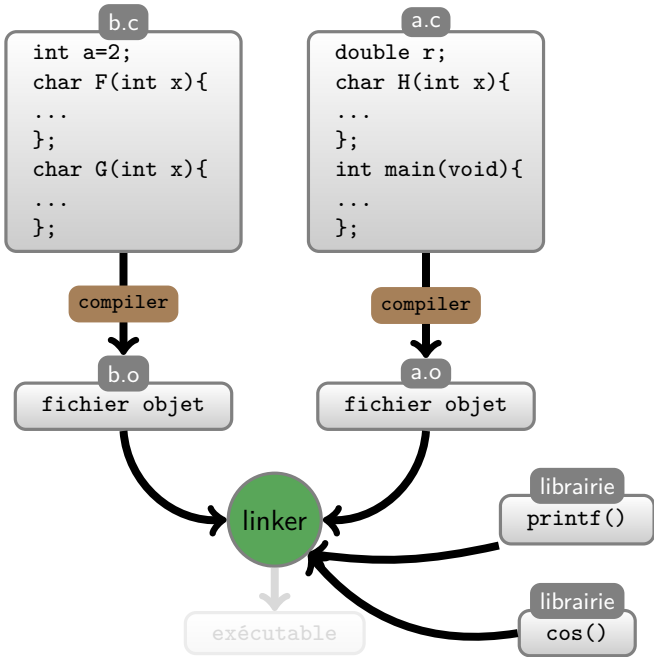 b.c
int a=2;
char F(int x){
...
};
char G(int x){
...
};
a.c
double r;
char H(int x){
...
};
int main(void){
...
};
compiler
compiler
b.o
fichier objet
a.o
fichier objet
linker
librairie
printf()
exécutable
librairie
cos()